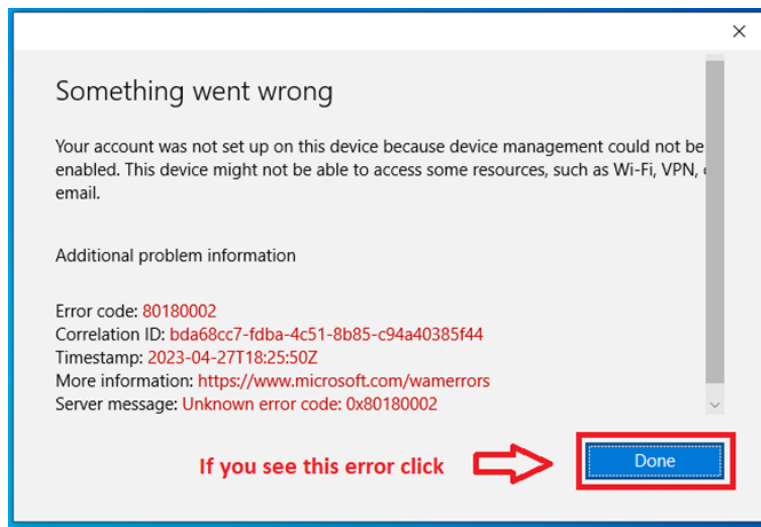 Something went wrong
Your account was not set up on this device because device management could not be
enabled. This device might not be able to access some resources, such as Wi-Fi, VPN,
email.
Additional problem information
Error code: 80180002
Correlation ID: bda68cc7-fdba-4c51-8b85-c94a40385f44
Timestamp: 2023-04-27T18:25:50Z
More information: https://www.microsoft.com/wamerrors
Server message: Unknown error code: 0x80180002
If you see this error click
Done